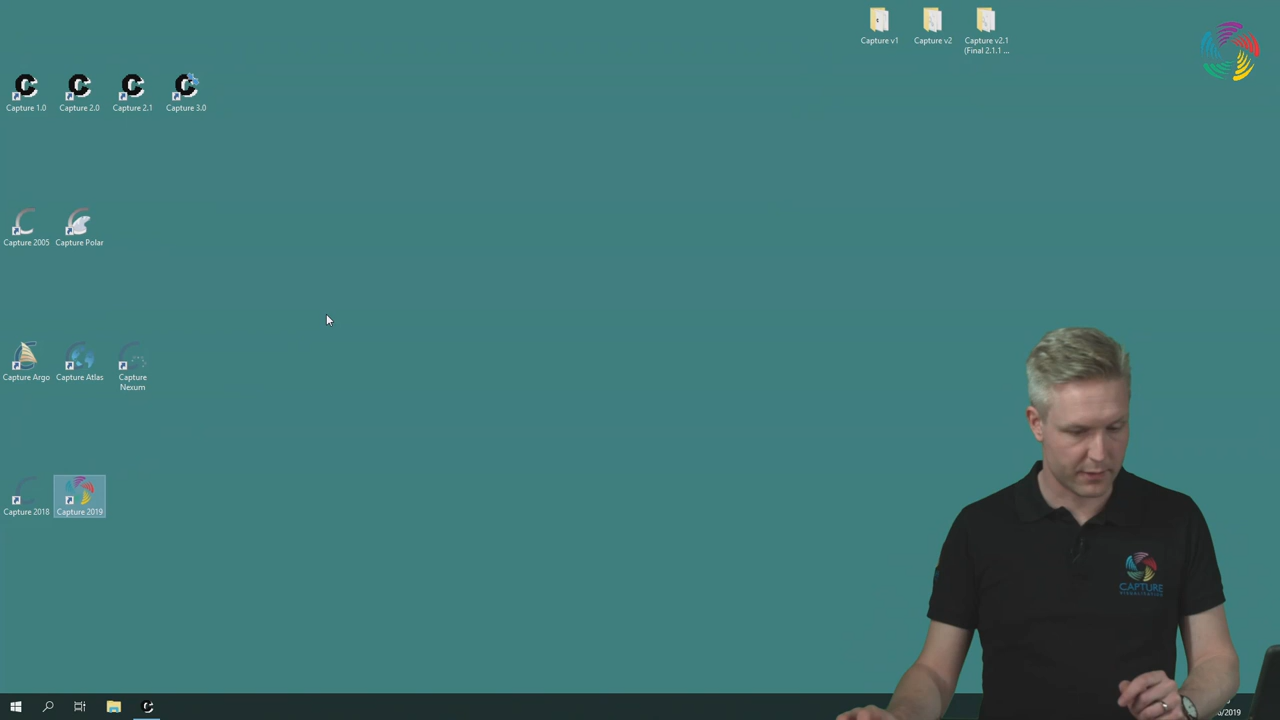 Capture v1
Capture v2
Capture v2.1
(Final 2.1.1 ...
Capture 1.0
Capture 2.0
Capture 2.1
Capture 3.0
Capture 2005
Capture Polar
Capture Argo
Capture Atlas
Capture
Nexum
Capture 2018
Capture 2019
CAPTURE